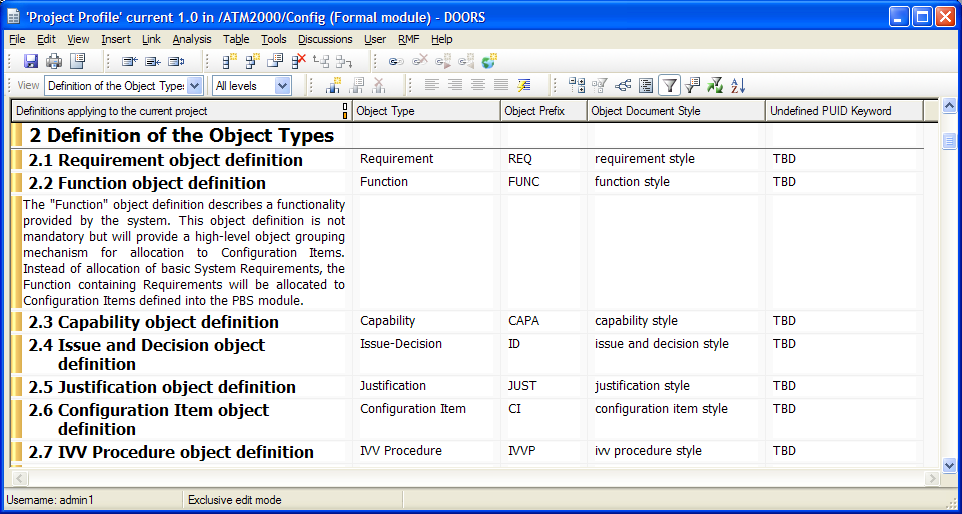 'Project Profile' current 1.0 in /ATM2000/Config (Formal module) - DOORS
File Edit View Insert Link Analysis Table Tools Discussions User RMF Help
View Definition of the Object Types All levels
Definitions applying to the current project Object Type Object Prefix Object Document Style Undefined PUID Keyword
2 Definition of the Object Types
2.1 Requirement object definition Requirement REQ requirement style TBD
2.2 Function object definition Function FUNC function style TBD
The "Function" object definition describes a functionality
provided by the system. This object definition is not
mandatory but will provide a high-level object grouping
mechanism for allocation to Configuration Items.
Instead of allocation of basic System Requirements, the
Function containing Requirements will be allocated to
Configuration Items defined into the PBS module.
2.3 Capability object definition Capability CAPA capability style TBD
2.4 Issue and Decision object Issue-Decision ID issue and decision style TBD
definition
2.5 Justification object definition Justification JUST justification style TBD
2.6 Configuration Item object Configuration Item CI configuration item style TBD
definition
2.7 IVV Procedure object definition IVV Procedure IVVP ivv procedure style TBD
Username: admin1 Exclusive edit mode